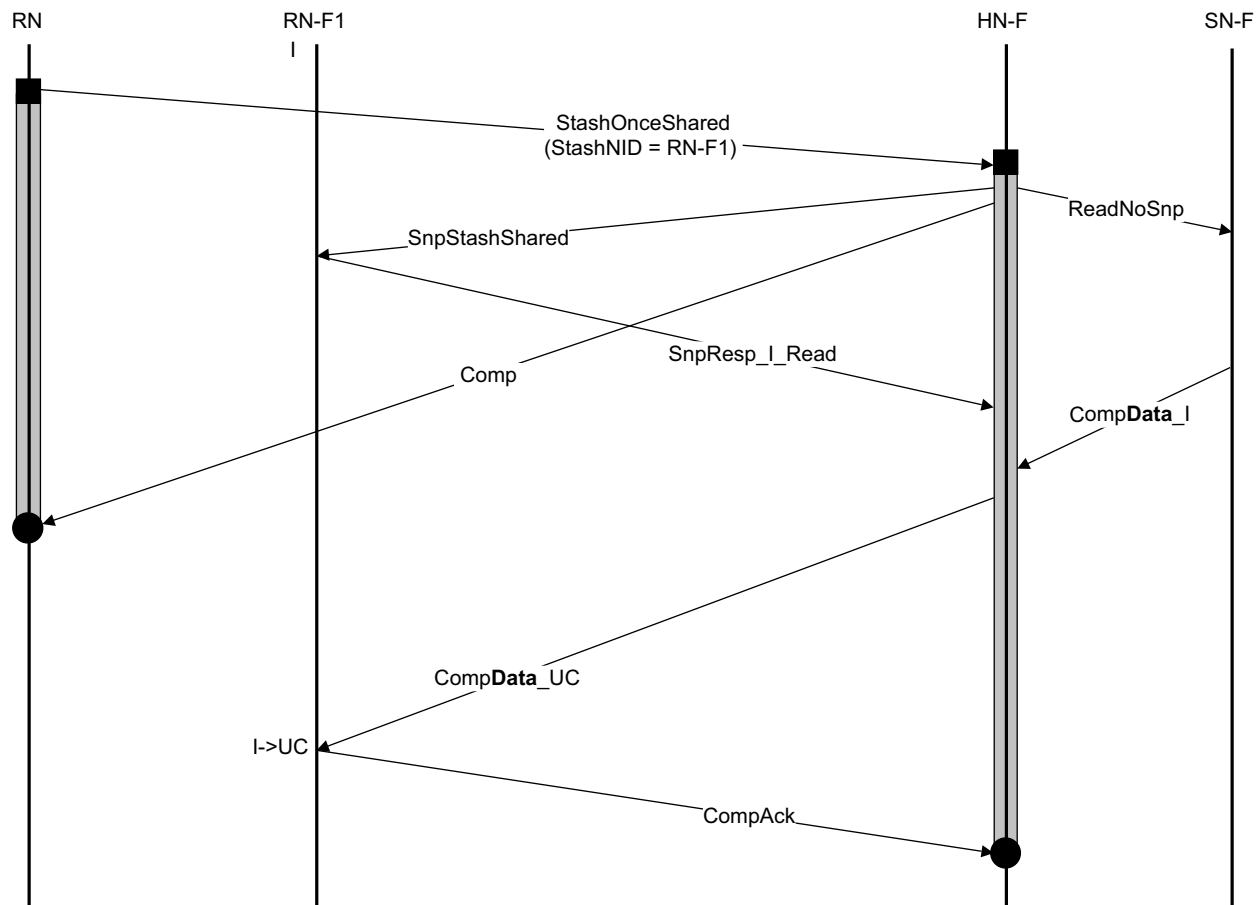 RN
RN-F1
HN-F
SN-F
I
StashOnceShared
(StashNID = RN-F1)
ReadNoSnp
SnpStashShared
SnpResp_I_Read
Comp
CompData_I
CompData_UC
I->UC
CompAck